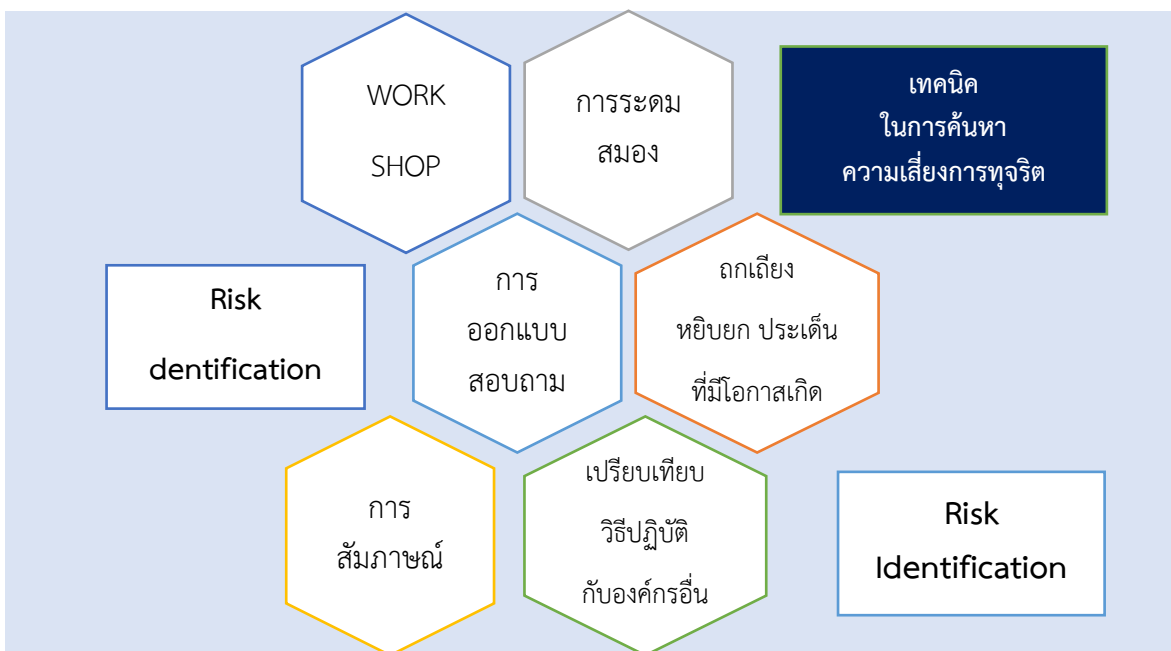 WORK
SHOP
การระดม
สมอง
เทคนิค
ในการค้นหา
ความเสี่ยงการทุจริต
Risk
dentification
การ
ออกแบบ
สอบถาม
ถกเถียง
หยิบยก ประเด็น
ที่มีโอกาสเกิด
การ
สัมภาษณ์
เปรียบเทียบ
วิธีปฏิบัติ
กับองค์กรอื่น
Risk
Identification